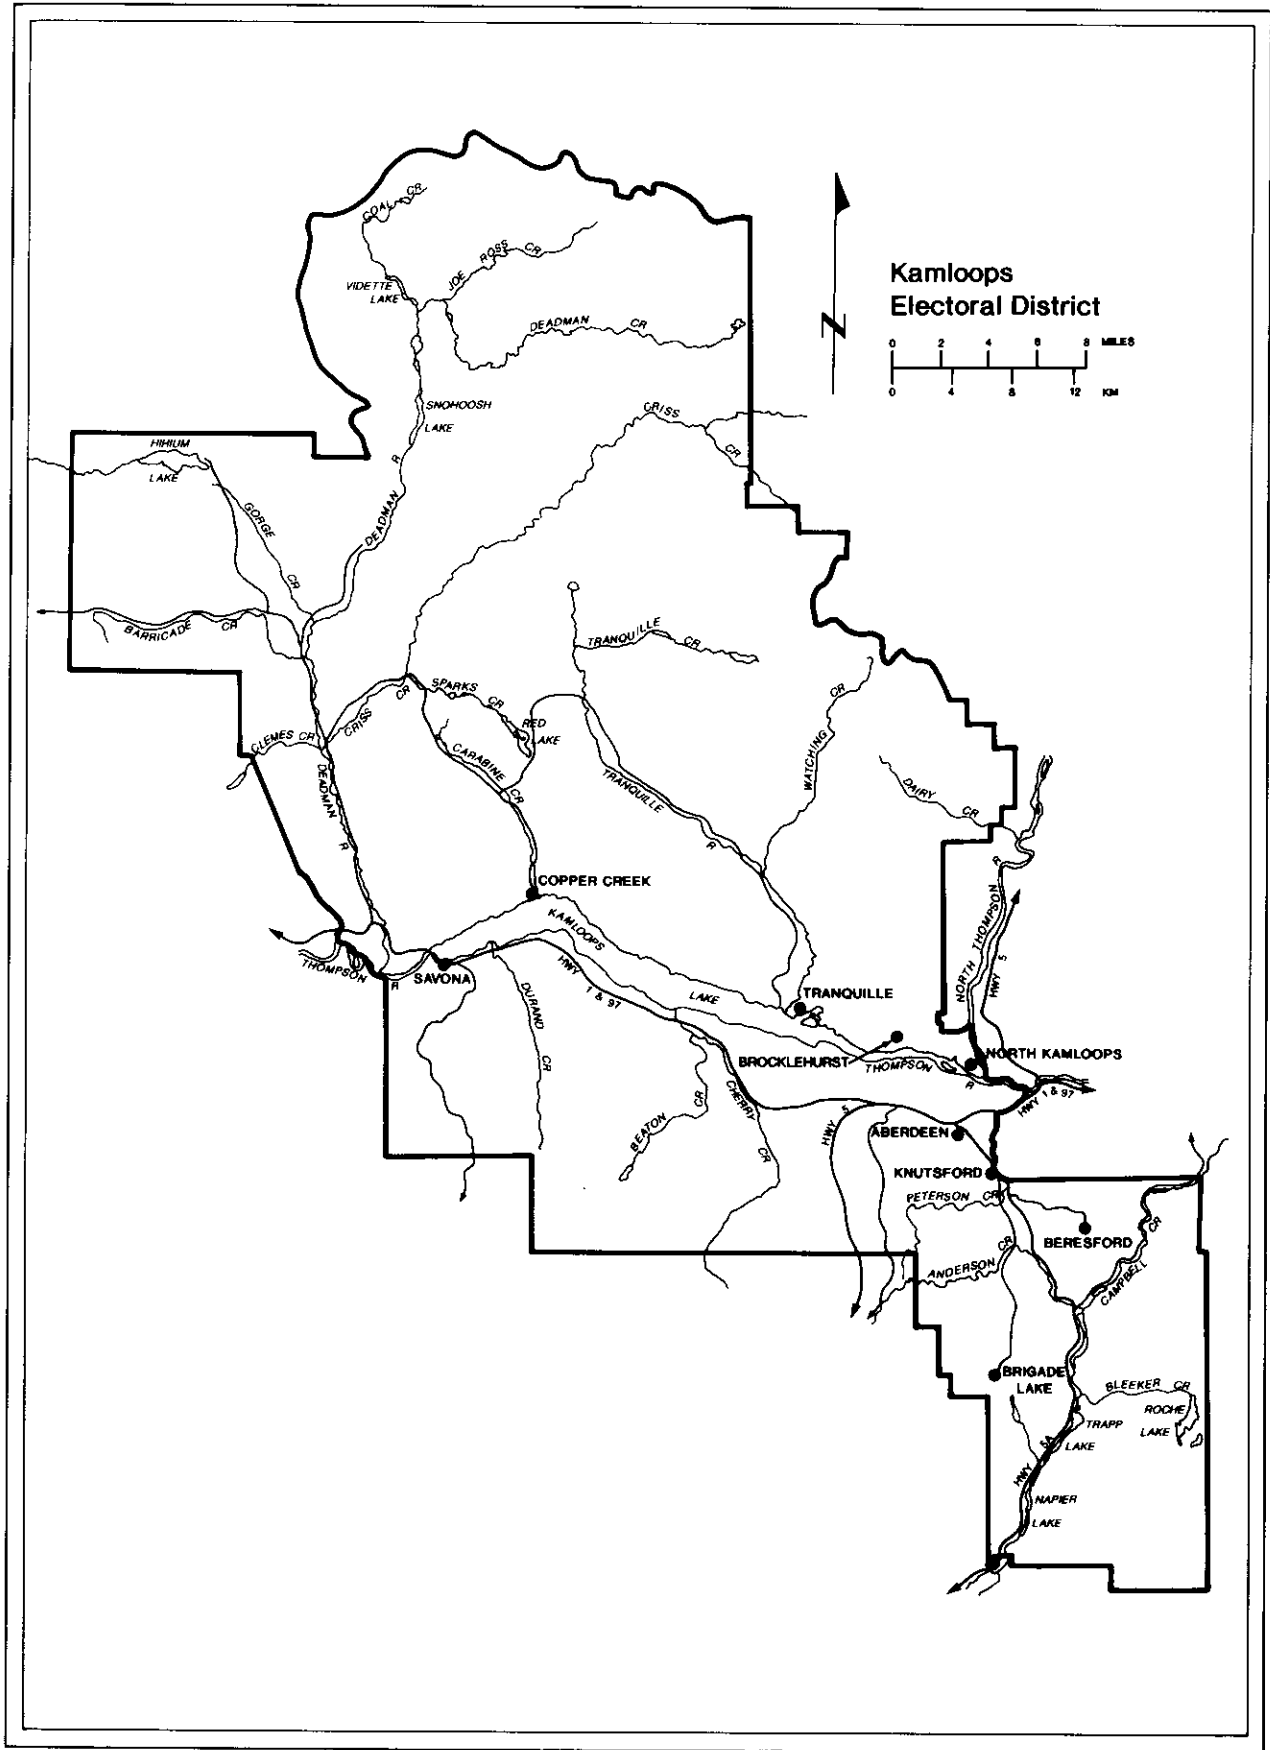 COAL CR
JOE ROSS CR
VIDETTE
LAKE
DEADMAN CR
N
Kamloops
Electoral District
0 2 4 6 8 MILES
0 4 8 12 KM
SNOHOOSH
LAKE
CRISS
CR
HIHIUM
LAKE
GORGE
CR
DEADMAN R
BARRICADE CR
TRANQUILLE CR
SPARKS CR
RED
LAKE
CLEMES CR
CRISS CR
CARABINE CR
DEADMAN R
TRANQUILLE
R
WATCHING CR
DAIRY CR
COPPER CREEK
KAMLOOPS
LAKE
NORTH THOMPSON R
HWY 5
THOMPSON
R
SAVONA
HWY 1 & 97
DURAND
CR
TRANQUILLE
BROCKLEHURST
THOMPSON
R
NORTH KAMLOOPS
HWY 1 & 97
CHERRY
CR
BEATON CR
HWY 5
ABERDEEN
KNUTSFORD
PETERSON CR
BERESFORD
ANDERSON CR
CAMPBELL
CR
BRIGADE
LAKE
BLEEKER CR
ROCHE
LAKE
TRAPP
LAKE
HWY 5A
NAPIER
LAKE